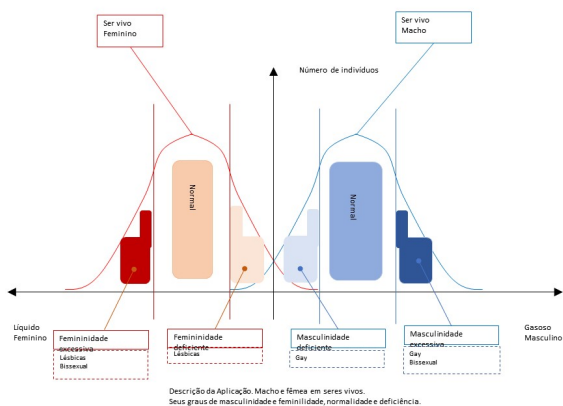 Ser vivo
Feminino
Ser vivo
Macho
Número de indivíduos
Normal
Normal
Líquido
Feminino
Gasoso
Masculino
Femininidade
excessiva
Lésbicas
Bissexual
Femininidade
deficiente
Lésbicas
Masculinidade
deficiente
Gay
Masculinidade
excessiva
Gay
Bissexual
Descrição da Aplicação. Macho e fêmea em seres vivos.
Seus graus de masculinidade e feminilidade, normalidade e deficiência.